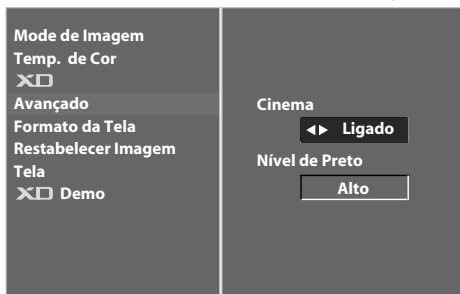 Mode de Imagem
Temp. de Cor
XD
Avançado
Formato da Tela
Restabelecer Imagem
Tela
XD Demo
Cinema
◄► Ligado
Nível de Preto
Alto